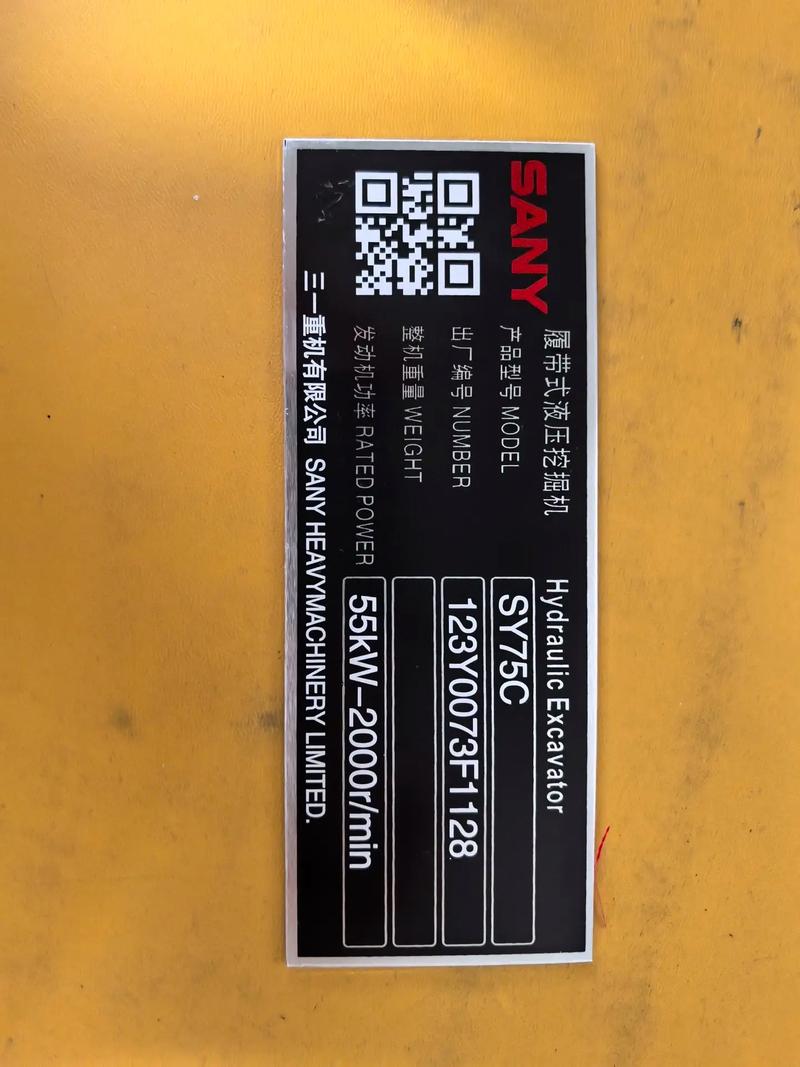 SANY
履带式液压挖掘机 Hydraulic Excavator
产品型号 MODEL SY75C
出厂编号 NUMBER 123Y0073F1128
整机重量 WEIGHT
发动机功率 RATED POWER 55kW-2000r/min
三一重机有限公司 SANY HEAVYMACHINERY LIMITED.